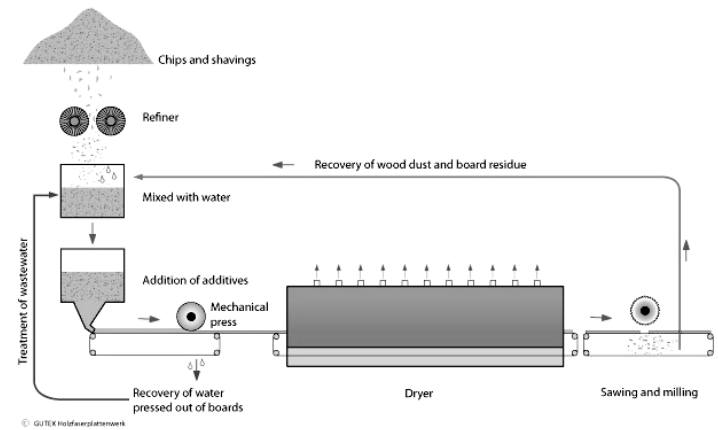 Chips and shavings
Refiner
Recovery of wood dust and board residue
Mixed with water
Treatment of wastewater
Addition of additives
Mechanical
press
Recovery of water
pressed out of boards
Dryer
Sawing and milling
© GUTEX Holzfaserplattenwerk